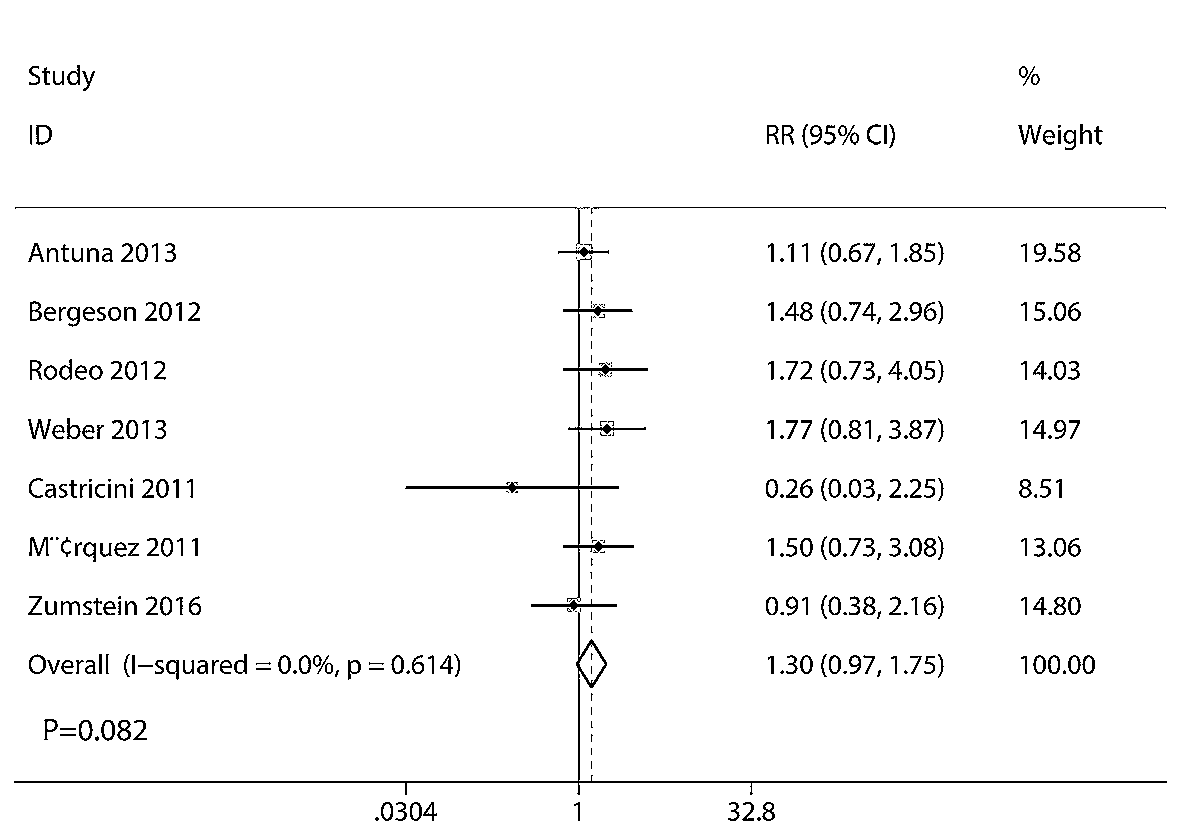 Study %
ID RR (95% CI) Weight
Antuna 2013 1.11 (0.67, 1.85) 19.58
Bergeson 2012 1.48 (0.74, 2.96) 15.06
Rodeo 2012 1.72 (0.73, 4.05) 14.03
Weber 2013 1.77 (0.81, 3.87) 14.97
Castricini 2011 0.26 (0.03, 2.25) 8.51
M¨¢rquez 2011 1.50 (0.73, 3.08) 13.06
Zumstein 2016 0.91 (0.38, 2.16) 14.80
Overall (I−squared = 0.0%, p = 0.614) 1.30 (0.97, 1.75) 100.00
P=0.082
.0304 1 32.8